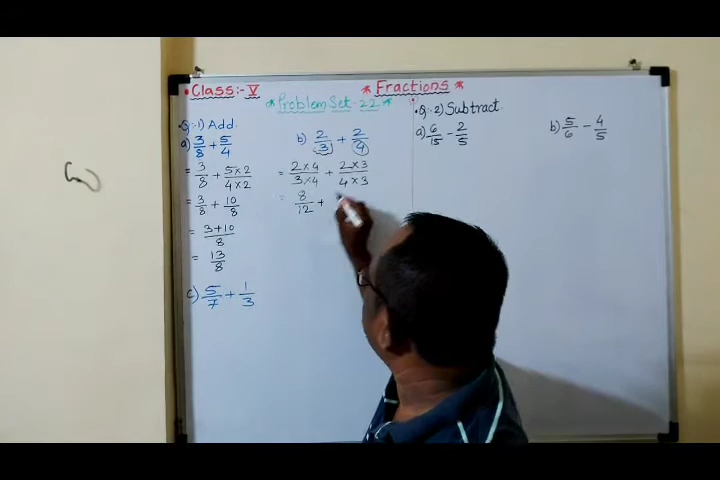 Class:- V
* Fractions *
* Problem Set-22 *
Q:-1) Add.
a) 3/8 + 5/4
= 3/8 + 5×2/4×2
= 3/8 + 10/8
= 3+10/8
= 13/8
c) 5/7 + 1/3
b) 2/3 + 2/4
= 2×4/3×4 + 2×3/4×3
= 8/12 +
Q:-2) Subtract
a) 6/15 - 2/5
b) 5/6 - 4/5